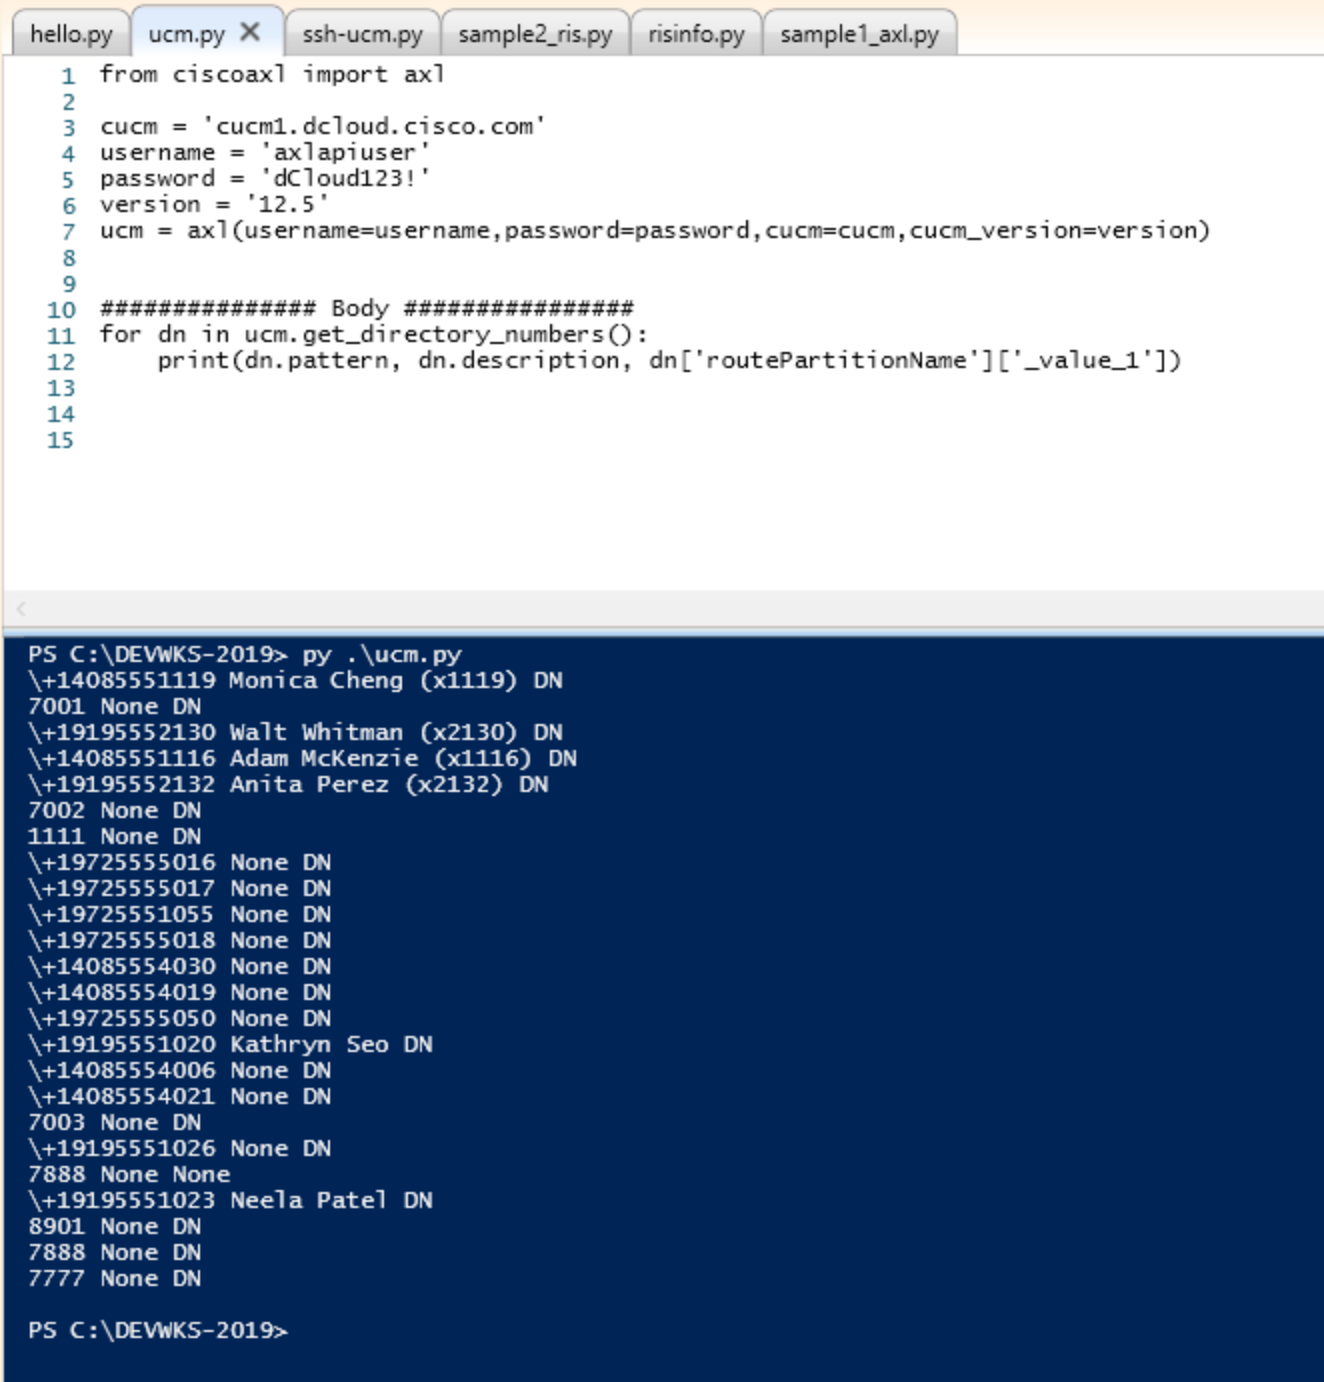 hello.py ucm.py ssh-ucm.py sample2_ris.py risinfo.py sample1_axl.py
1 from ciscoaxl import axl
2
3 cucm = 'cucm1.dcloud.cisco.com'
4 username = 'axlapiuser'
5 password = 'dCloud123!'
6 version = '12.5'
7 ucm = axl(username=username,password=password,cucm=cucm,cucm_version=version)
8
9
10 ############### Body ################
11 for dn in ucm.get_directory_numbers():
12     print(dn.pattern, dn.description, dn['routePartitionName']['_value_1'])
13
14
15
PS C:\DEVWKS-2019> py .\ucm.py
\+14085551119 Monica Cheng (x1119) DN
7001 None DN
\+19195552130 Walt Whitman (x2130) DN
\+14085551116 Adam McKenzie (x1116) DN
\+19195552132 Anita Perez (x2132) DN
7002 None DN
1111 None DN
\+19725555016 None DN
\+19725555017 None DN
\+19725551055 None DN
\+19725555018 None DN
\+14085554030 None DN
\+14085554019 None DN
\+19725555050 None DN
\+19195551020 Kathryn Seo DN
\+14085554006 None DN
\+14085554021 None DN
7003 None DN
\+19195551026 None DN
7888 None None
\+19195551023 Neela Patel DN
8901 None DN
7888 None DN
7777 None DN
PS C:\DEVWKS-2019>